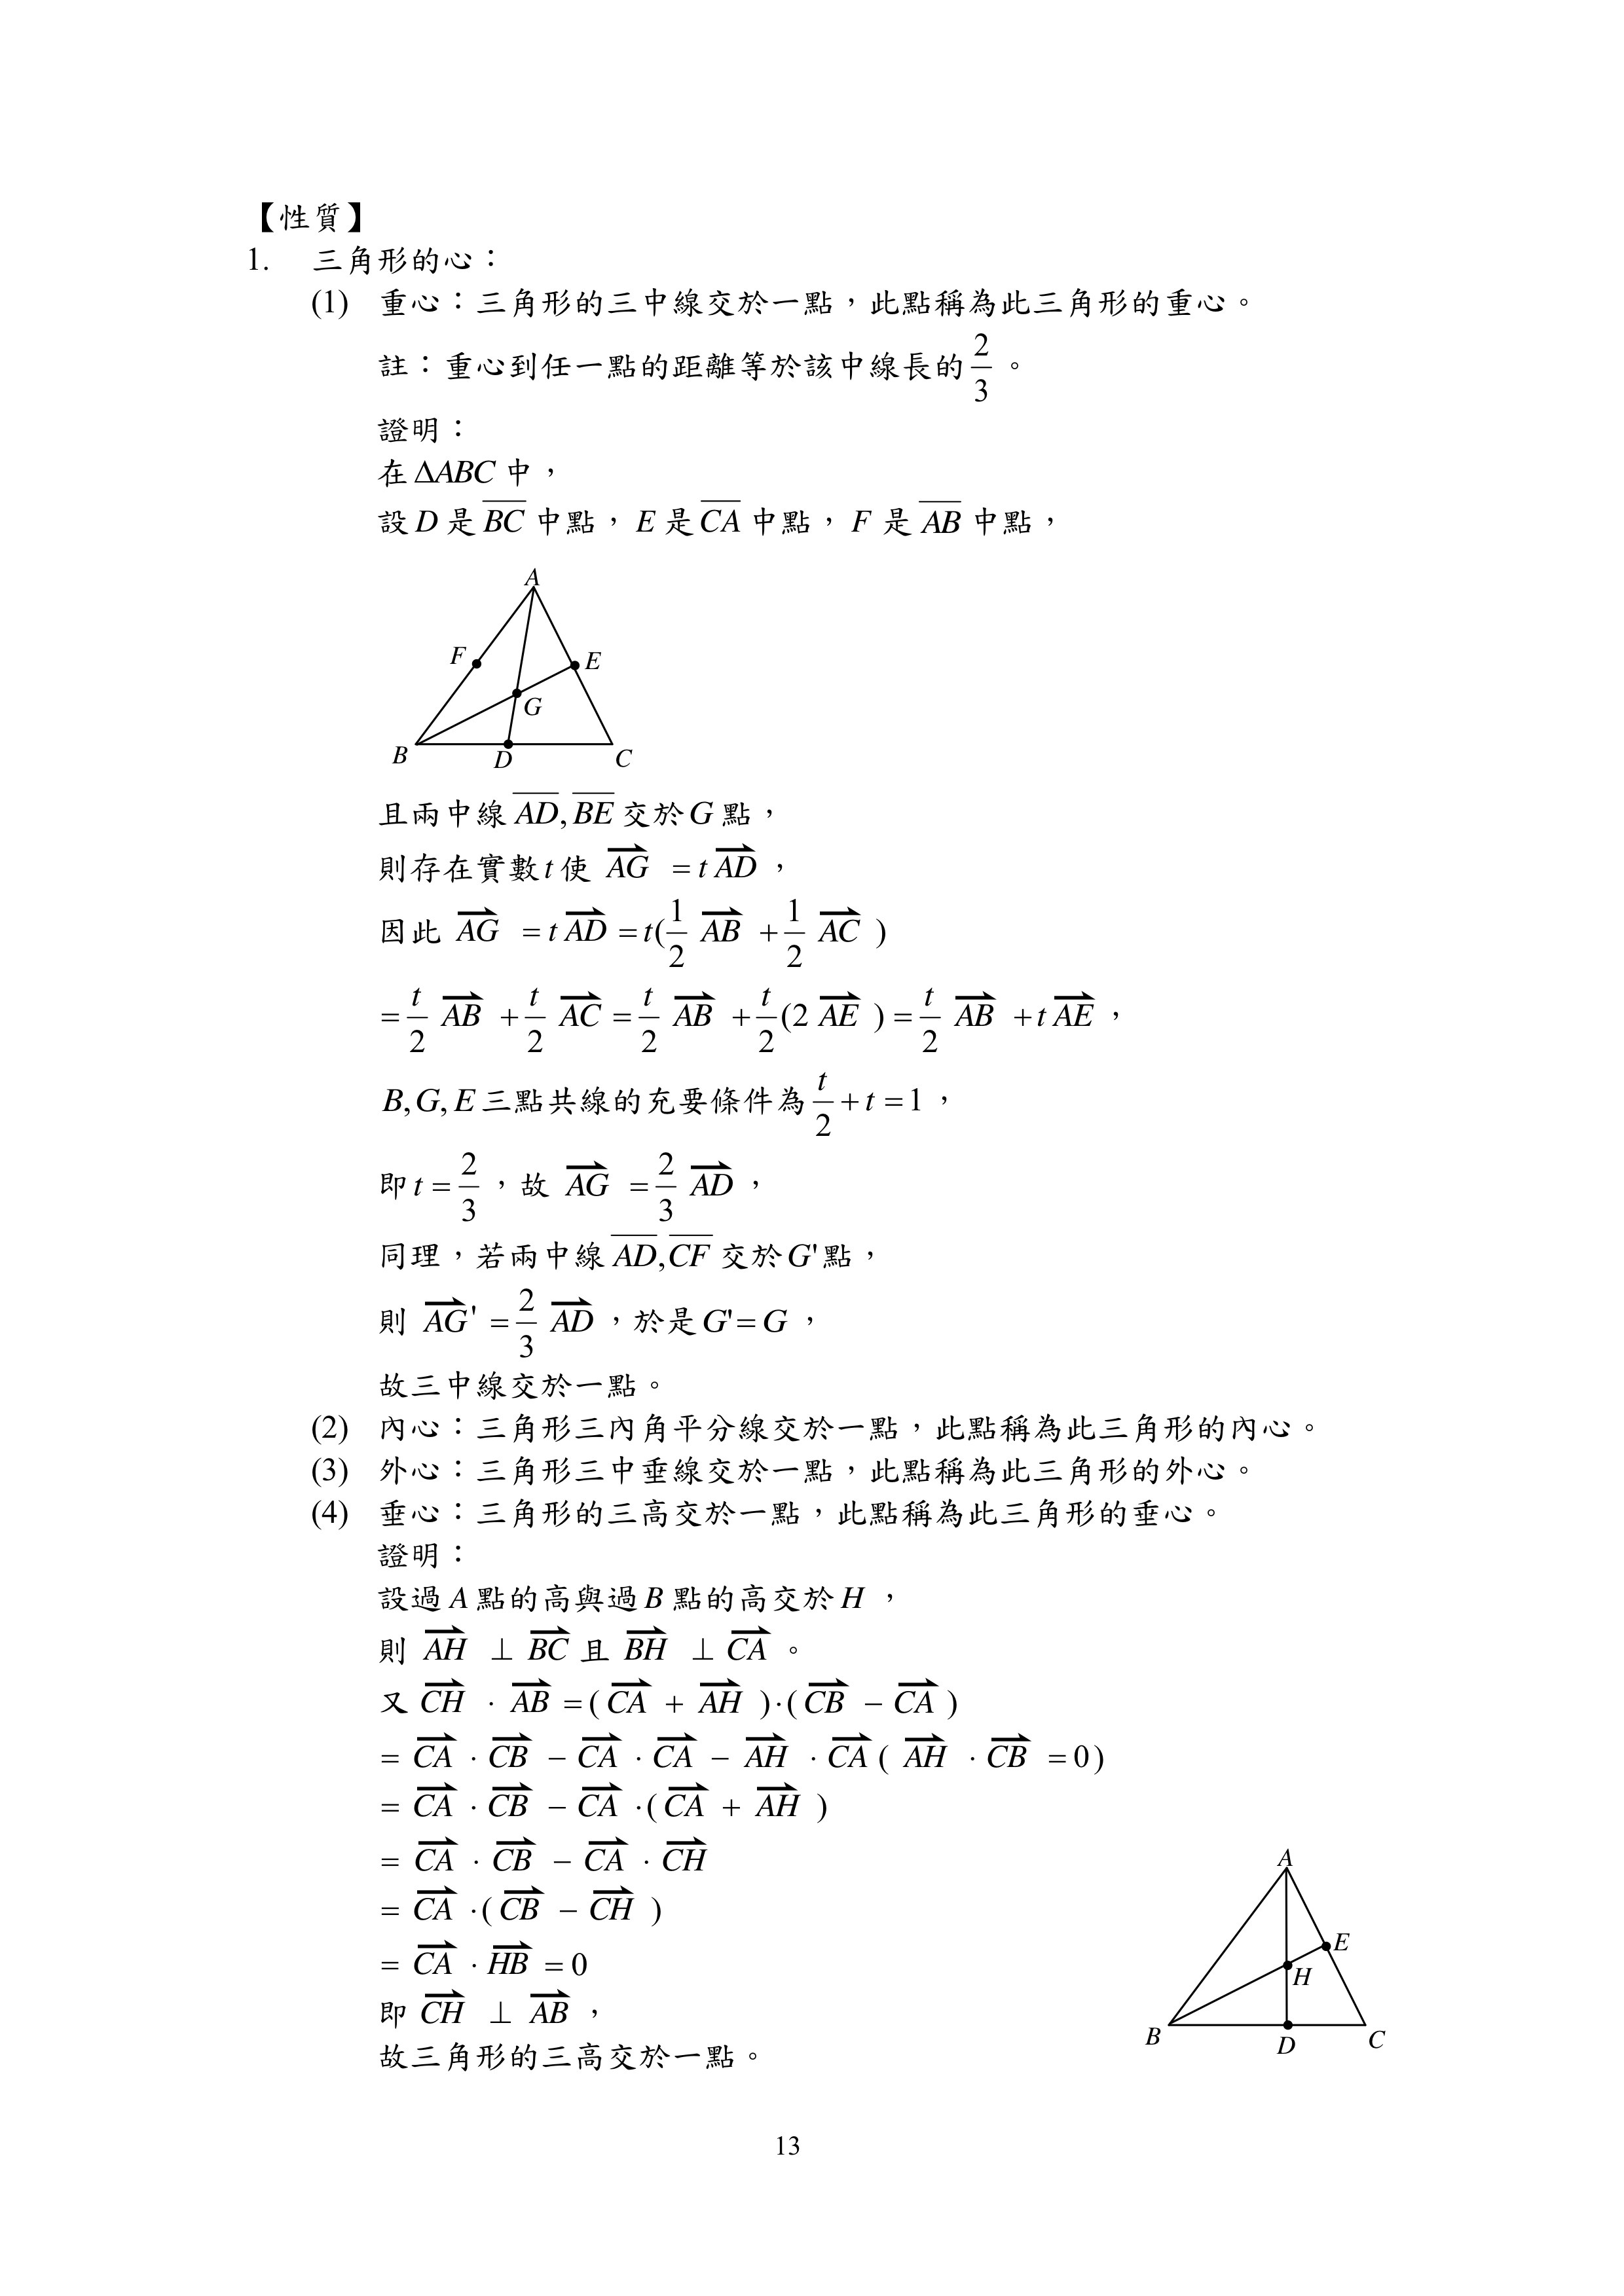 【性質】
1. 三角形的心：
(1) 重心：三角形的三中線交於一點，此點稱為此三角形的重心。
註：重心到任一點的距離等於該中線長的 $\frac{2}{3}$ 。
證明：
在 $\Delta ABC$ 中，
設 $D$ 是 $\overline{BC}$ 中點， $E$ 是 $\overline{CA}$ 中點， $F$ 是 $\overline{AB}$ 中點，
A
F
E
G
B
D
C
且兩中線 $\overline{AD},\overline{BE}$ 交於 $G$ 點，
則存在實數 $t$ 使 $\overrightarrow{AG} = t\overrightarrow{AD}$ ，
因此 $\overrightarrow{AG} = t\overrightarrow{AD} = t(\frac{1}{2}\overrightarrow{AB} + \frac{1}{2}\overrightarrow{AC})$
$= \frac{t}{2}\overrightarrow{AB} + \frac{t}{2}\overrightarrow{AC} = \frac{t}{2}\overrightarrow{AB} + \frac{t}{2}(2\overrightarrow{AE}) = \frac{t}{2}\overrightarrow{AB} + t\overrightarrow{AE}$ ，
$B,G,E$ 三點共線的充要條件為 $\frac{t}{2} + t = 1$ ，
即 $t = \frac{2}{3}$ ，故 $\overrightarrow{AG} = \frac{2}{3}\overrightarrow{AD}$ ，
同理，若兩中線 $\overline{AD},\overline{CF}$ 交於 $G'$ 點，
則 $\overrightarrow{AG}' = \frac{2}{3}\overrightarrow{AD}$ ，於是 $G' = G$ ，
故三中線交於一點。
(2) 內心：三角形三內角平分線交於一點，此點稱為此三角形的內心。
(3) 外心：三角形三中垂線交於一點，此點稱為此三角形的外心。
(4) 垂心：三角形的三高交於一點，此點稱為此三角形的垂心。
證明：
設過 $A$ 點的高與過 $B$ 點的高交於 $H$ ，
則 $\overrightarrow{AH} \perp \overrightarrow{BC}$ 且 $\overrightarrow{BH} \perp \overrightarrow{CA}$ 。
又 $\overrightarrow{CH} \cdot \overrightarrow{AB} = (\overrightarrow{CA} + \overrightarrow{AH}) \cdot (\overrightarrow{CB} - \overrightarrow{CA})$
$= \overrightarrow{CA} \cdot \overrightarrow{CB} - \overrightarrow{CA} \cdot \overrightarrow{CA} - \overrightarrow{AH} \cdot \overrightarrow{CA} ( \overrightarrow{AH} \cdot \overrightarrow{CB} = 0)$
$= \overrightarrow{CA} \cdot \overrightarrow{CB} - \overrightarrow{CA} \cdot (\overrightarrow{CA} + \overrightarrow{AH})$
$= \overrightarrow{CA} \cdot \overrightarrow{CB} - \overrightarrow{CA} \cdot \overrightarrow{CH}$
$= \overrightarrow{CA} \cdot (\overrightarrow{CB} - \overrightarrow{CH})$
$= \overrightarrow{CA} \cdot \overrightarrow{HB} = 0$
即 $\overrightarrow{CH} \perp \overrightarrow{AB}$ ，
故三角形的三高交於一點。
A
E
H
B
D
C
13